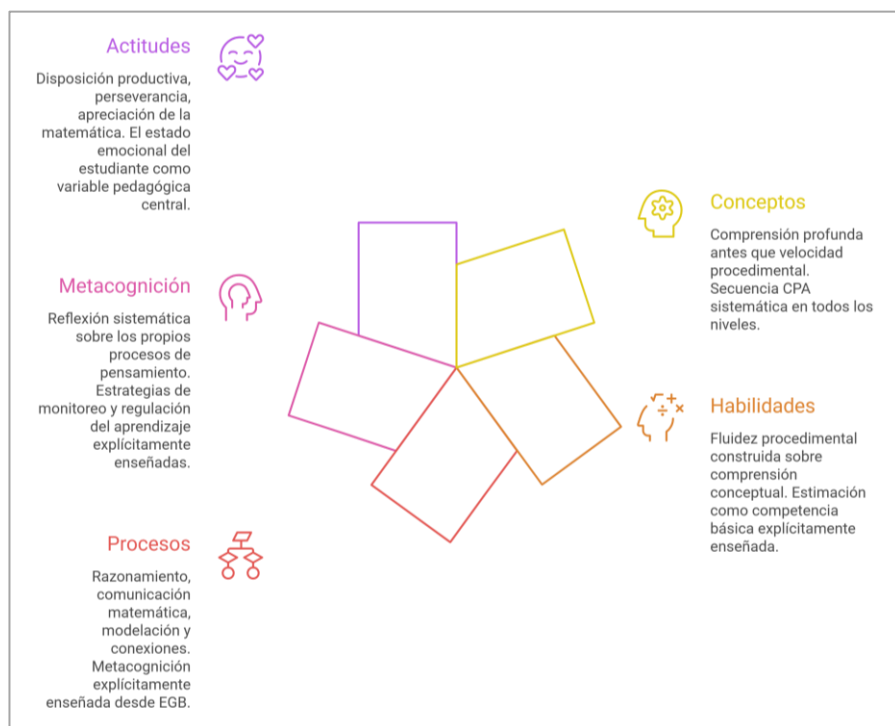 Actitudes
Disposición productiva,
perseverancia,
apreciación de la
matemática. El estado
emocional del
estudiante como
variable pedagógica
central.
Metacognición
Reflexión sistemática
sobre los propios
procesos de
pensamiento.
Estrategias de
monitoreo y regulación
del aprendizaje
explícitamente
enseñadas.
Procesos
Razonamiento,
comunicación
matemática,
modelación y
conexiones.
Metacognición
explícitamente
enseñada desde EGB.
Conceptos
Comprensión profunda
antes que velocidad
procedimental.
Secuencia CPA
sistemática en todos los
niveles.
Habilidades
Fluidez procedimental
construida sobre
comprensión
conceptual. Estimación
como competencia
básica explícitamente
enseñada.